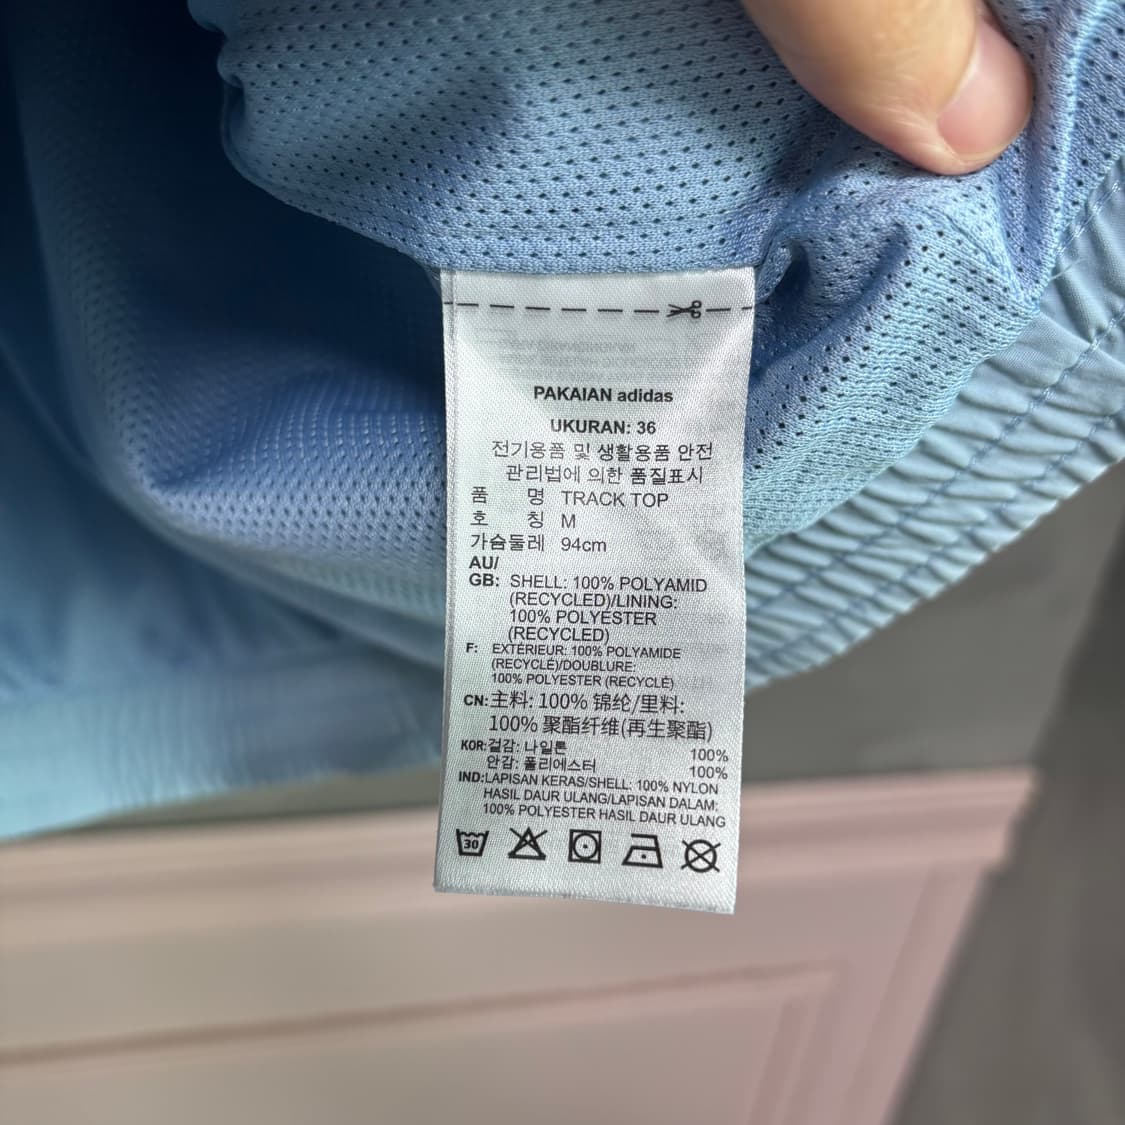 PAKAIAN adidas
UKURAN: 36
전기용품 및 생활용품 안전
관리법에 의한 품질표시
품 명 TRACK TOP
호 칭 M
가슴둘레 94cm
AU/
GB: SHELL: 100% POLYAMID
(RECYCLED)/LINING:
100% POLYESTER
(RECYCLED)
F: EXTÉRIEUR: 100% POLYAMIDE
(RECYCLÉ)/DOUBLURE:
100% POLYESTER (RECYCLÉ)
CN:主料: 100% 锦纶/里料:
100% 聚酯纤维(再生聚酯)
KOR:겉감: 나일론 100%
안감: 폴리에스터 100%
IND:LAPISAN KERAS/SHELL: 100% NYLON
HASIL DAUR ULANG/LAPISAN DALAM:
100% POLYESTER HASIL DAUR ULANG
30